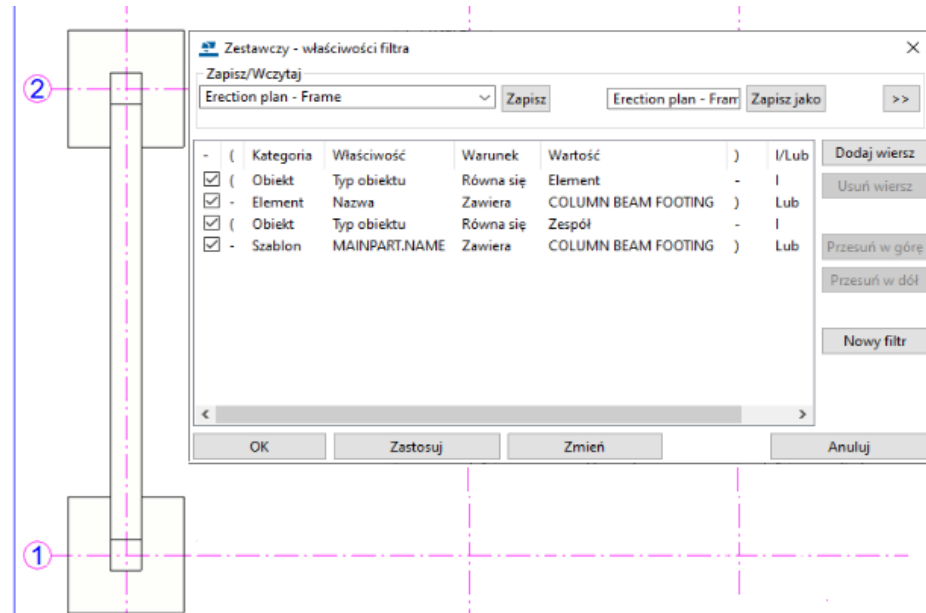 Zestawczy - właściwości filtra
Zapisz/Wczytaj
Erection plan - Frame Zapisz Erection plan - Fram Zapisz jako >>
- ( Kategoria Właściwość Warunek Wartość ) I/Lub
( Obiekt Typ obiektu Równa się Element - I
- Element Nazwa Zawiera COLUMN BEAM FOOTING ) Lub
( Obiekt Typ obiektu Równa się Zespół - I
- Szablon MAINPART.NAME Zawiera COLUMN BEAM FOOTING ) Lub
Dodaj wiersz
Usuń wiersz
Przesuń w górę
Przesuń w dół
Nowy filtr
OK Zastosuj Zmień Anuluj
2
1